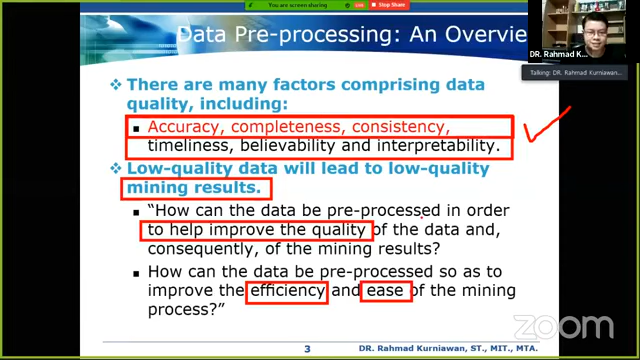 You are screen sharing
Stop Share
Data Pre-processing: An Overvie
DR. Rahmad K...
Talking: DR. Rahmad Kurniawan
There are many factors comprising data
quality, including:
Accuracy, completeness, consistency,
timeliness, believability and interpretability.
Low-quality data will lead to low-quality
mining results.
"How can the data be pre-processed in order
to help improve the quality of the data and,
consequently, of the mining results?
How can the data be pre-processed so as to
improve the efficiency and ease of the mining
process?"
zoom
3
DR. Rahmad Kurniawan, ST., MIT., MTA.